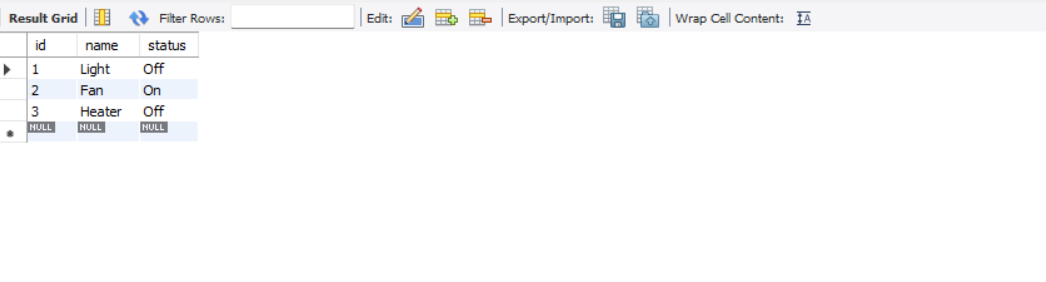 Result Grid Filter Rows: Edit: Export/Import: Wrap Cell Content: IA
id name status
1 Light Off
2 Fan On
3 Heater Off
NULL NULL NULL